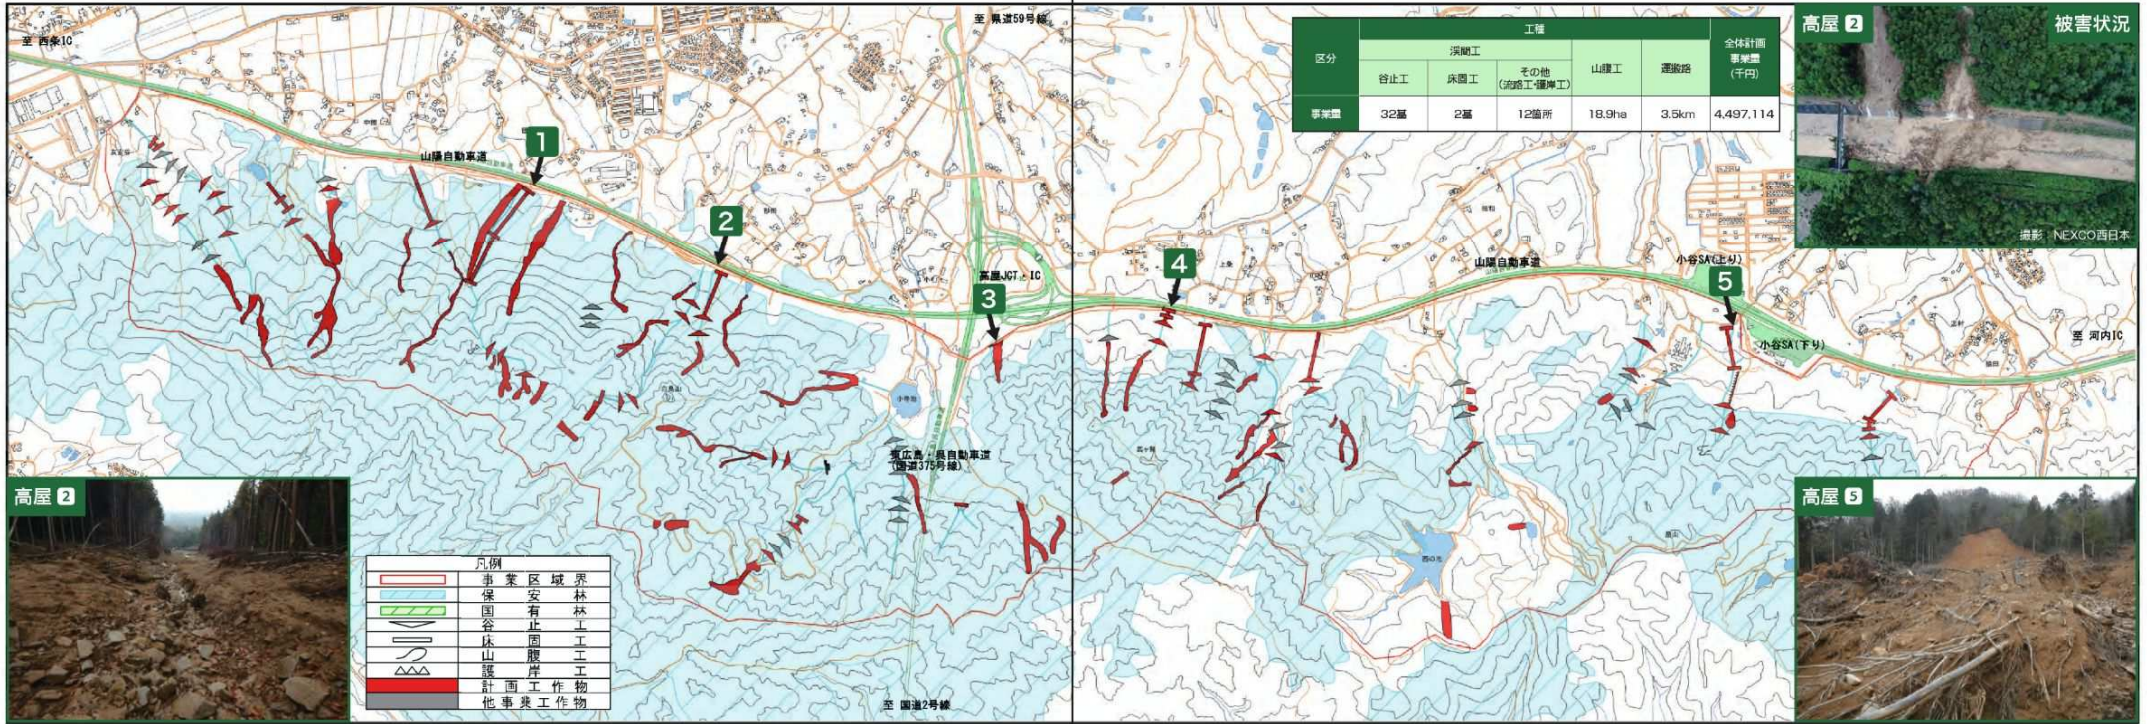 至 西条IC
至 県道59号線
山陽自動車道
1
2
高屋JCT・IC
3
東広島・呉自動車道
(国道375号線)
至 国道2号線
4
山陽自動車道
小谷SA(上り)
5
小谷SA(下り)
至 河内IC
区分
工種
全体計画
事業量
(千円)
渓間工
山腹工
運搬路
谷止工
床固工
その他
(流路工・護岸工)
事業量
32基
2基
12箇所
18.9ha
3.5km
4,497,114
高屋 2
被害状況
撮影 NEXCO西日本
高屋 2
高屋 5
凡例
事業区域界
保安林
国有林
谷止工
床固工
山腹工
護岸工
計画工作物
他事業工作物